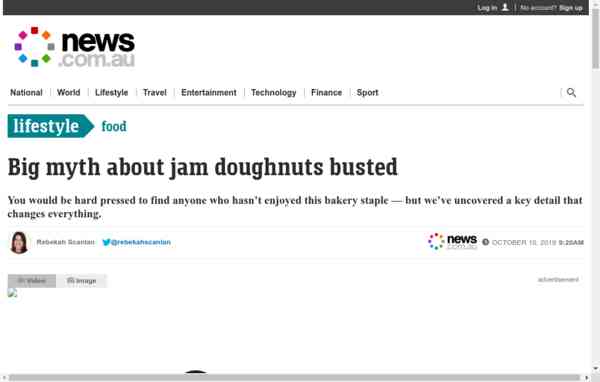 Log in No account? Sign up
news
.com.au
National World Lifestyle Travel Entertainment Technology Finance Sport
lifestyle food
Big myth about jam doughnuts busted
You would be hard pressed to find anyone who hasn't enjoyed this bakery staple — but we've uncovered a key detail that
changes everything.
Rebekah Scanlan @rebekahscanlan news .com.au OCTOBER 10, 2018 9:20AM
Video Image advertisement